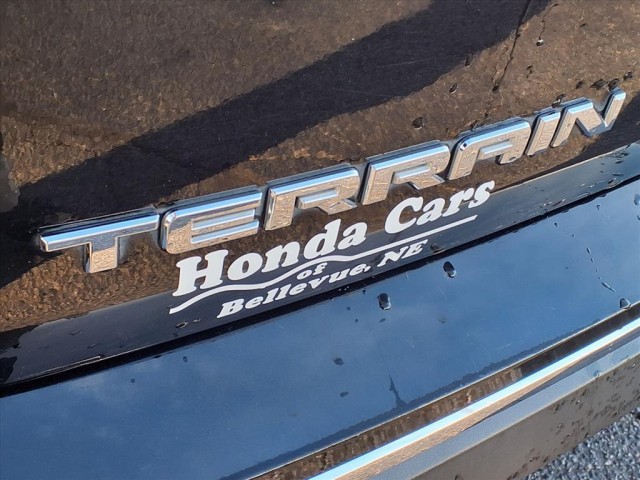 TERRAIN
Honda Cars
of
Bellevue, NE